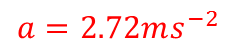 a = 2.72ms⁻²